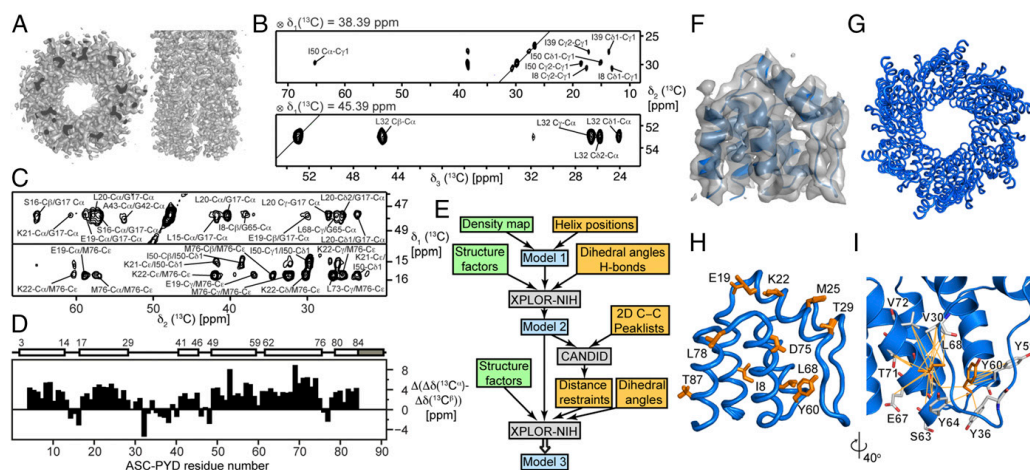 A
B
⊗ δ₁(¹³C) = 38.39 ppm
I39 Cγ2-Cγ1
I39 Cδ1-Cγ1
I50 Cα-Cγ1
I50 Cδ1-Cγ1
I50 Cγ2-Cγ1
I8 Cγ2-Cγ1
I8 Cδ1-Cγ1
25
30
70 60 50 40 30 20
δ₂ (¹³C)
[ppm]
⊗ δ₁(¹³C) = 45.39 ppm
L32 Cβ-Cα
L32 Cγ-Cα
L32 Cδ1-Cα
L32 Cδ2-Cα
52
54
52 44 δ₃ (¹³C) [ppm] 32 28 24
C
S16-Cβ/G17 Cα
L20-Cα/G17-Cα
A43-Cα/G42-Cα
L20-Cα/G17-Cα
L20-Cγ-G17-Cα
L20-Cδ2/G17-Cα
K21-Cα/G17-Cα
E19-Cα/G17-Cα
S16-Cα/G17-Cα
L15-Cα/G17-Cα
I8-Cβ/G65-Cα
E19-Cβ/G17-Cα
L68-Cγ/G65-Cα
L20-Cδ1/G17-Cα
47
49
δ₁ (¹³C)
[ppm]
E19-Cγ/M76-Cε
M76-Cβ/M76-Cε
I50-Cβ/I50-Cδ1
K21-Cε/I50-Cδ1
I50-Cγ1/I50-Cδ1
K22-Cγ/M76-Cε
K21-Cε/
I50-Cδ1
K22-Cε/M76-Cε
K22-Cα/M76-Cε
M76-Cα/M76-Cε
E19-Cγ/M76-Cε
M76-Cγ/M76-Cε
K22-Cδ/M76-Cε
L73-Cγ/M76-Cε
15
16
60 50 40 30
δ₂ (¹³C) [ppm]
D
3 14 17 29 41 46 49 59 62 76 80 84
8
4
0
-4
Δ(Δδ(¹³Cα)-
Δδ(¹³Cβ))
[ppm]
10 20 30 40 50 60 70 80 90
ASC-PYD residue number
E
Density map
Helix positions
Structure
factors
Model 1
Dihedral angles
H-bonds
XPLOR-NIH
Model 2
2D C–C
Peaklists
CANDID
Structure
factors
Distance
restraints
Dihedral
angles
XPLOR-NIH
Model 3
F
G
H
E19
K22
M25
T29
L78
D75
L68
T87
I8
Y60
I
V72
V30
L68
Y60
T71
E67
Y64
S63
Y36
40°